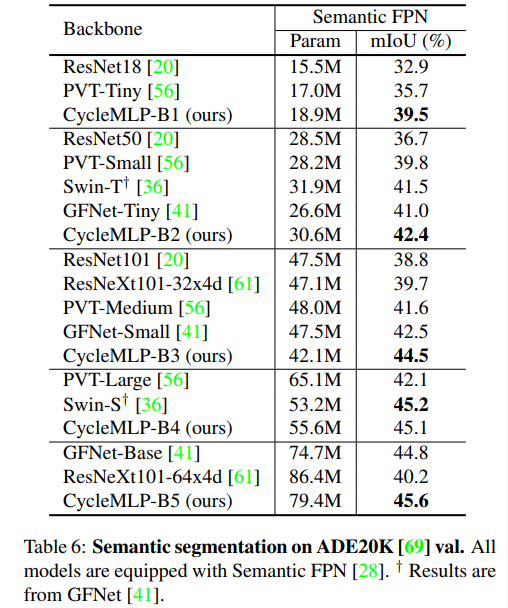 Backbone Semantic FPN
Param mIoU (%)
ResNet18 [20] 15.5M 32.9
PVT-Tiny [56] 17.0M 35.7
CycleMLP-B1 (ours) 18.9M 39.5
ResNet50 [20] 28.5M 36.7
PVT-Small [56] 28.2M 39.8
Swin-T† [36] 31.9M 41.5
GFNet-Tiny [41] 26.6M 41.0
CycleMLP-B2 (ours) 30.6M 42.4
ResNet101 [20] 47.5M 38.8
ResNeXt101-32x4d [61] 47.1M 39.7
PVT-Medium [56] 48.0M 41.6
GFNet-Small [41] 47.5M 42.5
CycleMLP-B3 (ours) 42.1M 44.5
PVT-Large [56] 65.1M 42.1
Swin-S† [36] 53.2M 45.2
CycleMLP-B4 (ours) 55.6M 45.1
GFNet-Base [41] 74.7M 44.8
ResNeXt101-64x4d [61] 86.4M 40.2
CycleMLP-B5 (ours) 79.4M 45.6
Table 6: Semantic segmentation on ADE20K [69] val. All
models are equipped with Semantic FPN [28]. † Results are
from GFNet [41].